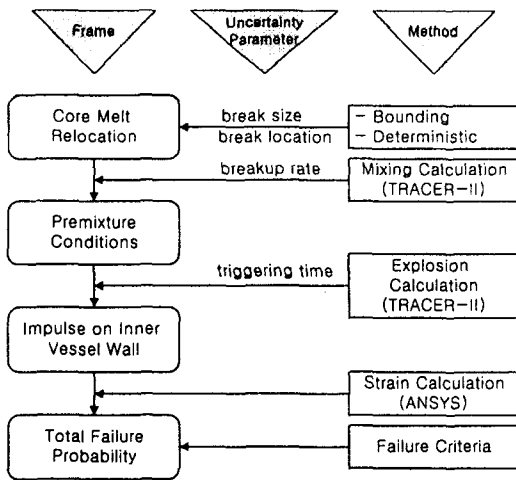 Frame
Uncertainty
Parameter
Method
Core Melt
Relocation
break size
break location
- Bounding
- Deterministic
breakup rate
Mixing Calculation
(TRACER-II)
Premixture
Conditions
triggering time
Explosion
Calculation
(TRACER-II)
Impulse on Inner
Vessel Wall
Strain Calculation
(ANSYS)
Total Failure
Probability
Failure Criteria